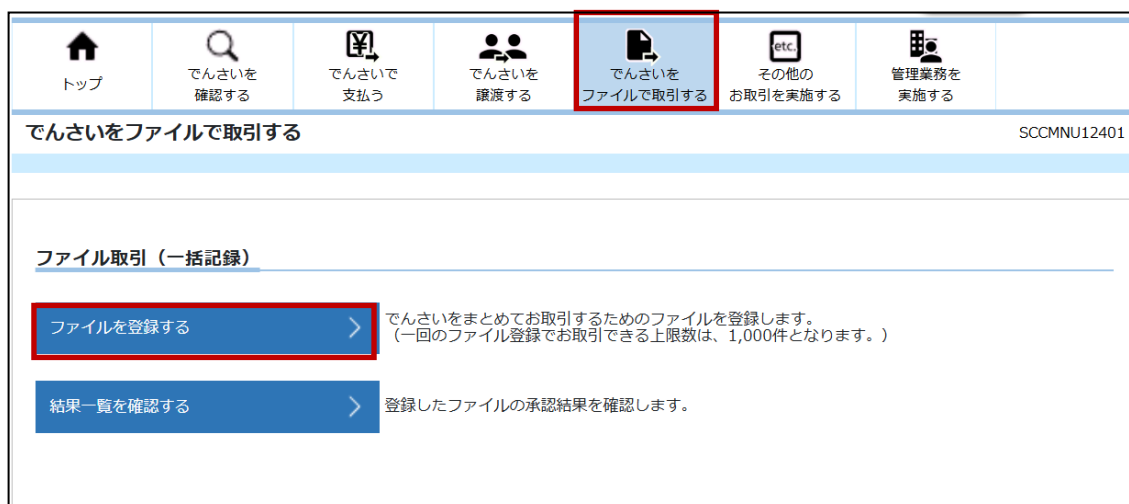 トップ
でんさいを
確認する
でんさいで
支払う
でんさいを
譲渡する
でんさいを
ファイルで取引する
etc.
その他の
お取引を実施する
管理業務を
実施する
でんさいをファイルで取引する
SCCMNU12401
ファイル取引（一括記録）
ファイルを登録する
でんさいをまとめてお取引するためのファイルを登録します。
（一回のファイル登録でお取引できる上限数は、1,000件となります。）
結果一覧を確認する
登録したファイルの承認結果を確認します。